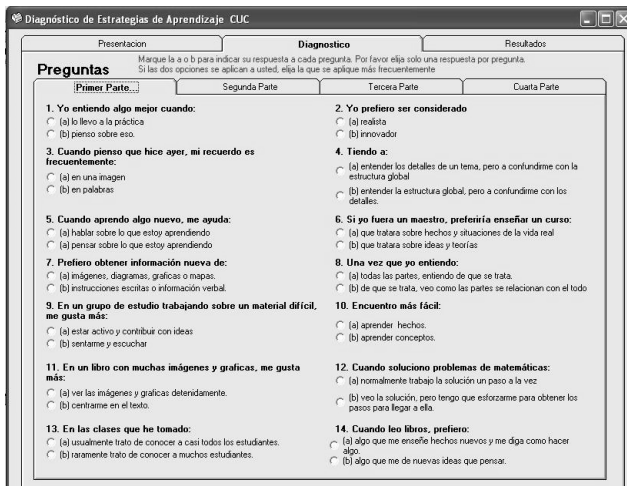 Diagnóstico de Estrategias de Aprendizaje CUC
Presentacion
Diagnostico
Resultados
Preguntas
Marque la a o b para indicar su respuesta a cada pregunta. Por favor elija solo una respuesta por pregunta.
Si las dos opciones se aplican a usted, elija la que se aplique más frecuentemente
Primer Parte...
Segunda Parte
Tercera Parte
Cuarta Parte
1. Yo entiendo algo mejor cuando:
(a) lo llevo a la práctica
(b) pienso sobre eso.
2. Yo prefiero ser considerado
(a) realista
(b) innovador
3. Cuando pienso que hice ayer, mi recuerdo es
frecuentemente:
(a) en una imagen
(b) en palabras
4. Tiendo a:
(a) entender los detalles de un tema, pero a confundirme con la
estructura global
(b) entender la estructura global, pero a confundirme con los
detalles.
5. Cuando aprendo algo nuevo, me ayuda:
(a) hablar sobre lo que estoy aprendiendo
(a) pensar sobre lo que estoy aprendiendo
6. Si yo fuera un maestro, preferiría enseñar un curso:
(a) que tratara sobre hechos y situaciones de la vida real
(b) que tratara sobre ideas y teorías
7. Prefiero obtener información nueva de:
(a) imágenes, diagramas, graficas o mapas.
(b) instrucciones escritas o información verbal.
8. Una vez que yo entiendo:
(a) todas las partes, entiendo de que se trata.
(b) de que se trata, veo como las partes se relacionan con el todo
9. En un grupo de estudio trabajando sobre un material difícil,
me gusta más:
(a) estar activo y contribuir con ideas
(b) sentarme y escuchar
10. Encuentro más fácil:
(a) aprender hechos.
(b) aprender conceptos.
11. En un libro con muchas imágenes y graficas, me gusta
más:
(a) ver las imágenes y graficas detenidamente.
(b) centrarme en el texto.
12. Cuando soluciono problemas de matemáticas:
(a) normalmente trabajo la solución un paso a la vez
(b) veo la solución, pero tengo que esforzarme para obtener los
pasos para llegar a ella.
13. En las clases que he tomado:
(a) usualmente trato de conocer a casi todos los estudiantes.
(b) raramente trato de conocer a muchos estudiantes.
14. Cuando leo libros, prefiero:
(a) algo que me enseñe hechos nuevos y me diga como hacer
algo.
(b) algo que me de nuevas ideas que pensar.